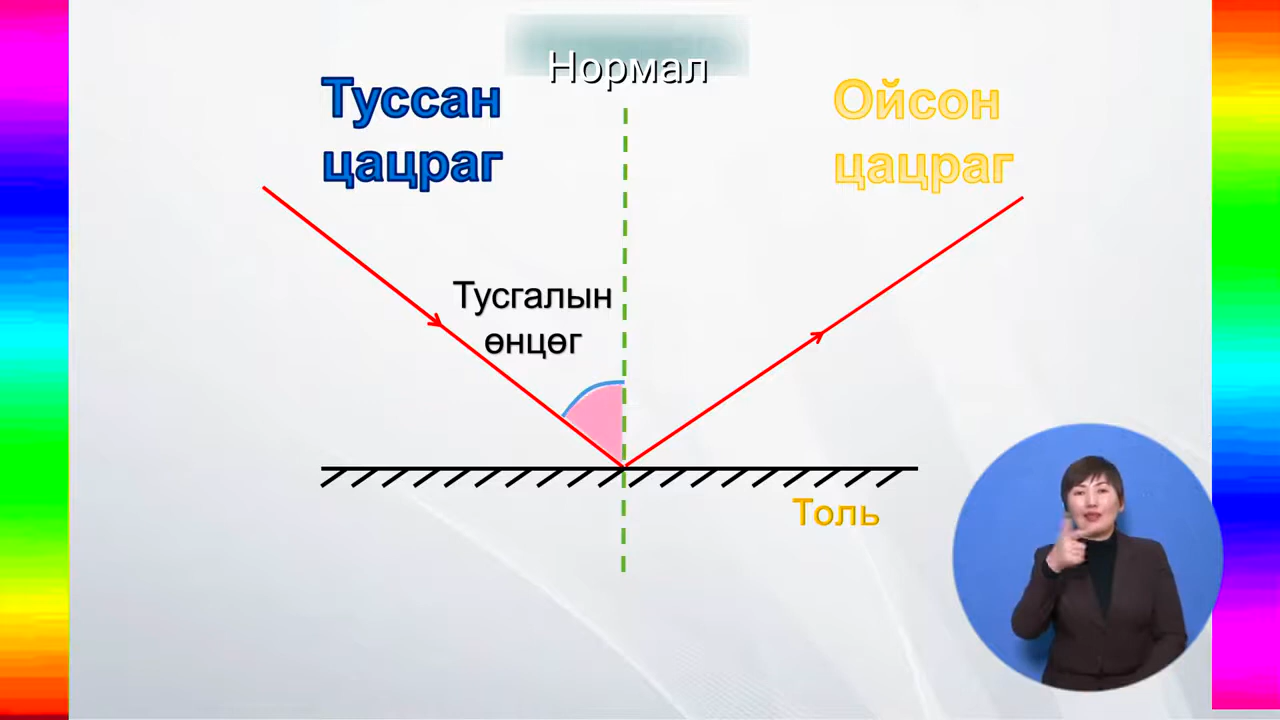 Нормал
Туссан
цацраг
Ойсон
цацраг
Тусгалын
өнцөг
Толь